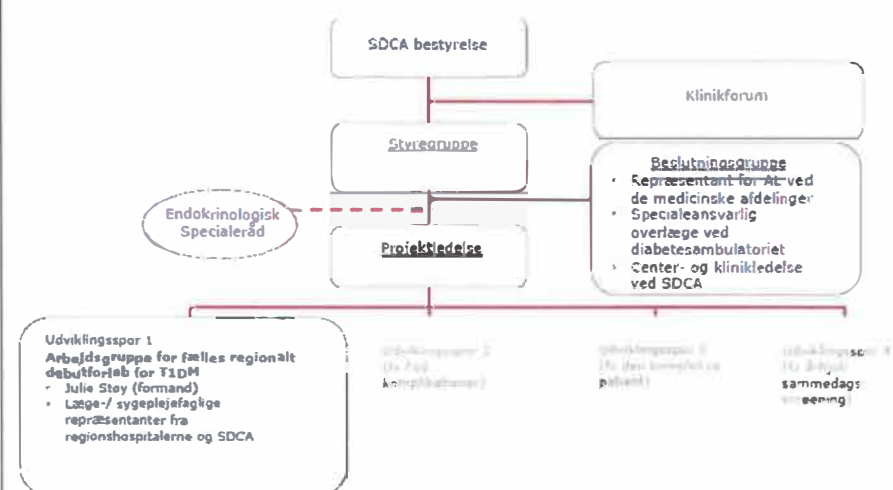 SDCA bestyrelse
Klinikforum
Styregruppe
Beslutningsgruppe
• Repræsentant for AL ved
de medicinske afdelinger
• Specialeansvarlig
overlæge ved
diabetesambulatoriet
• Center- og klinikledelse
ved SDCA
Endokrinologisk
Specialeråd
Projektledelse
Udviklingsspor 1
Arbejdsgruppe for fælles regionalt
debutforløb for T1DM
• Julie Støy (formand)
• Læge-/ sygeplejefaglige
repræsentanter fra
regionshospitalerne og SDCA
Udviklingsspor 2
Udviklingsspor 3
sammedags